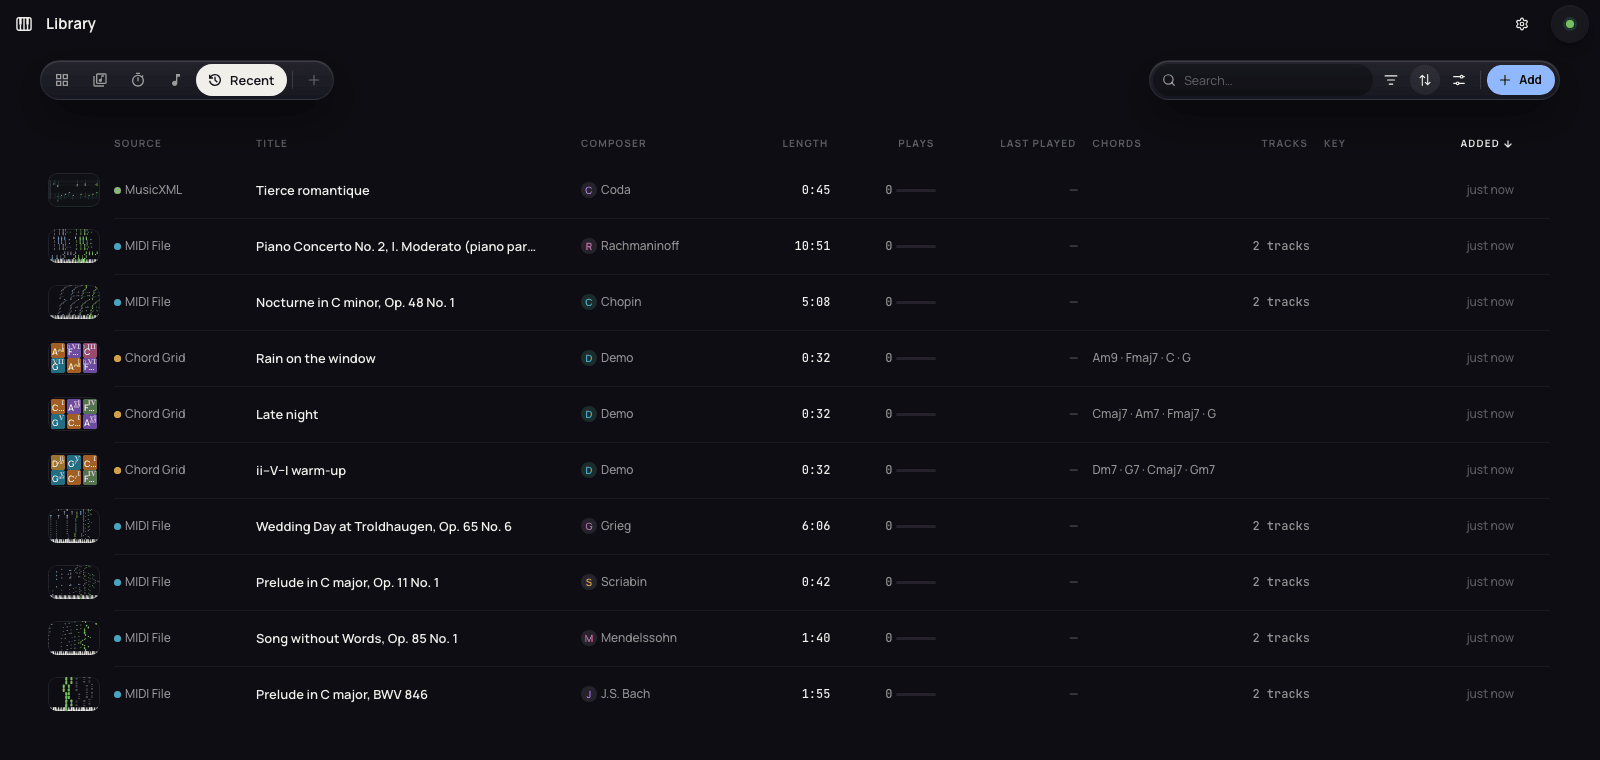 Library
Recent
Search...
Add
SOURCE TITLE COMPOSER LENGTH PLAYS LAST PLAYED CHORDS TRACKS KEY ADDED
MusicXML Tierce romantique C Coda 0:45 0 — just now
MIDI File Piano Concerto No. 2, I. Moderato (piano par... R Rachmaninoff 10:51 0 — 2 tracks just now
MIDI File Nocturne in C minor, Op. 48 No. 1 C Chopin 5:08 0 — 2 tracks just now
Chord Grid Rain on the window D Demo 0:32 0 — Am9 · Fmaj7 · C · G just now
Chord Grid Late night D Demo 0:32 0 — Cmaj7 · Am7 · Fmaj7 · G just now
Chord Grid ii–V–I warm-up D Demo 0:32 0 — Dm7 · G7 · Cmaj7 · Gm7 just now
MIDI File Wedding Day at Troldhaugen, Op. 65 No. 6 G Grieg 6:06 0 — 2 tracks just now
MIDI File Prelude in C major, Op. 11 No. 1 S Scriabin 0:42 0 — 2 tracks just now
MIDI File Song without Words, Op. 85 No. 1 M Mendelssohn 1:40 0 — 2 tracks just now
MIDI File Prelude in C major, BWV 846 J J.S. Bach 1:55 0 — 2 tracks just now